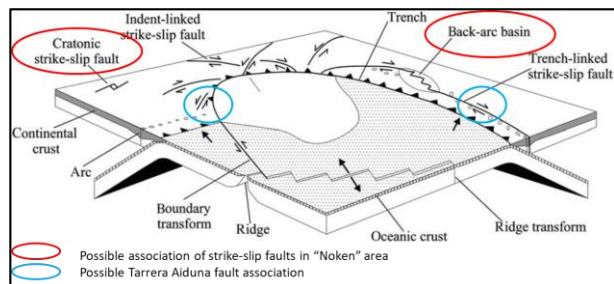 Indent-linked
strike-slip fault
Trench
Back-arc basin
Cratonic
strike-slip fault
Trench-linked
strike-slip fault
Continental
crust
Arc
Boundary
transform
Ridge
Oceanic crust
Ridge
transform
Possible association of strike-slip faults in "Noken" area
Possible Tarrera Aiduna fault association